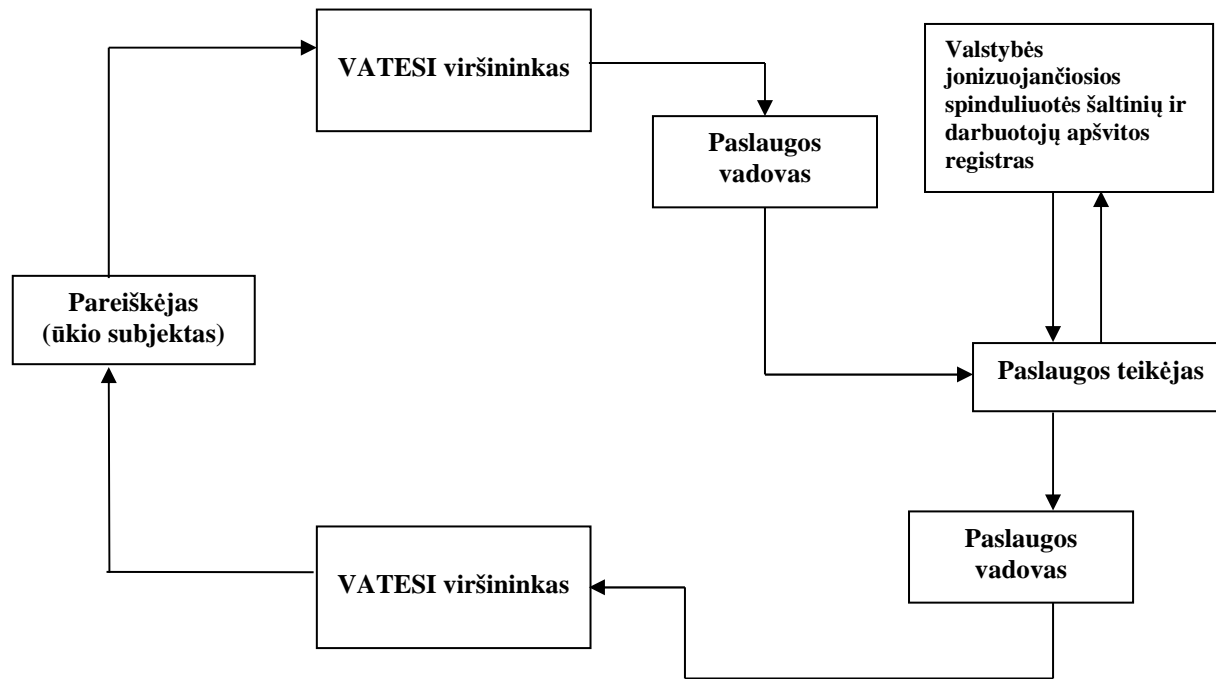 VATESI viršininkas
Valstybės
jonizuojančiosios
spinduliuotės šaltinių ir
darbuotojų apšvitos
registras
Paslaugos
vadovas
Pareiškėjas
(ūkio subjektas)
Paslaugos teikėjas
Paslaugos
vadovas
VATESI viršininkas